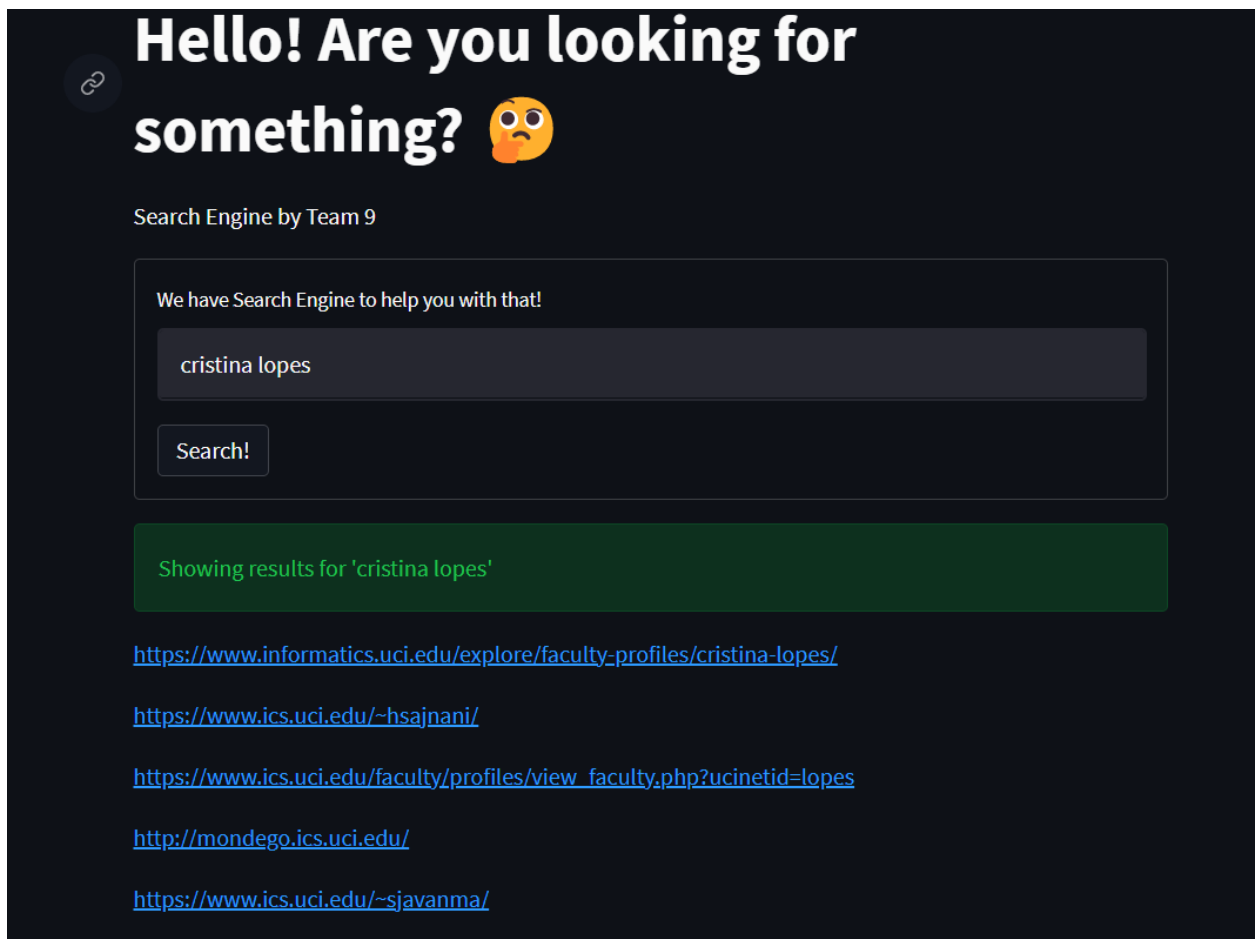 Hello! Are you looking for
something? 🤔
Search Engine by Team 9
We have Search Engine to help you with that!
cristina lopes
Search!
Showing results for 'cristina lopes'
https://www.informatics.uci.edu/explore/faculty-profiles/cristina-lopes/
https://www.ics.uci.edu/~hsajnani/
https://www.ics.uci.edu/faculty/profiles/view_faculty.php?ucinetid=lopes
http://mondego.ics.uci.edu/
https://www.ics.uci.edu/~sjavanma/